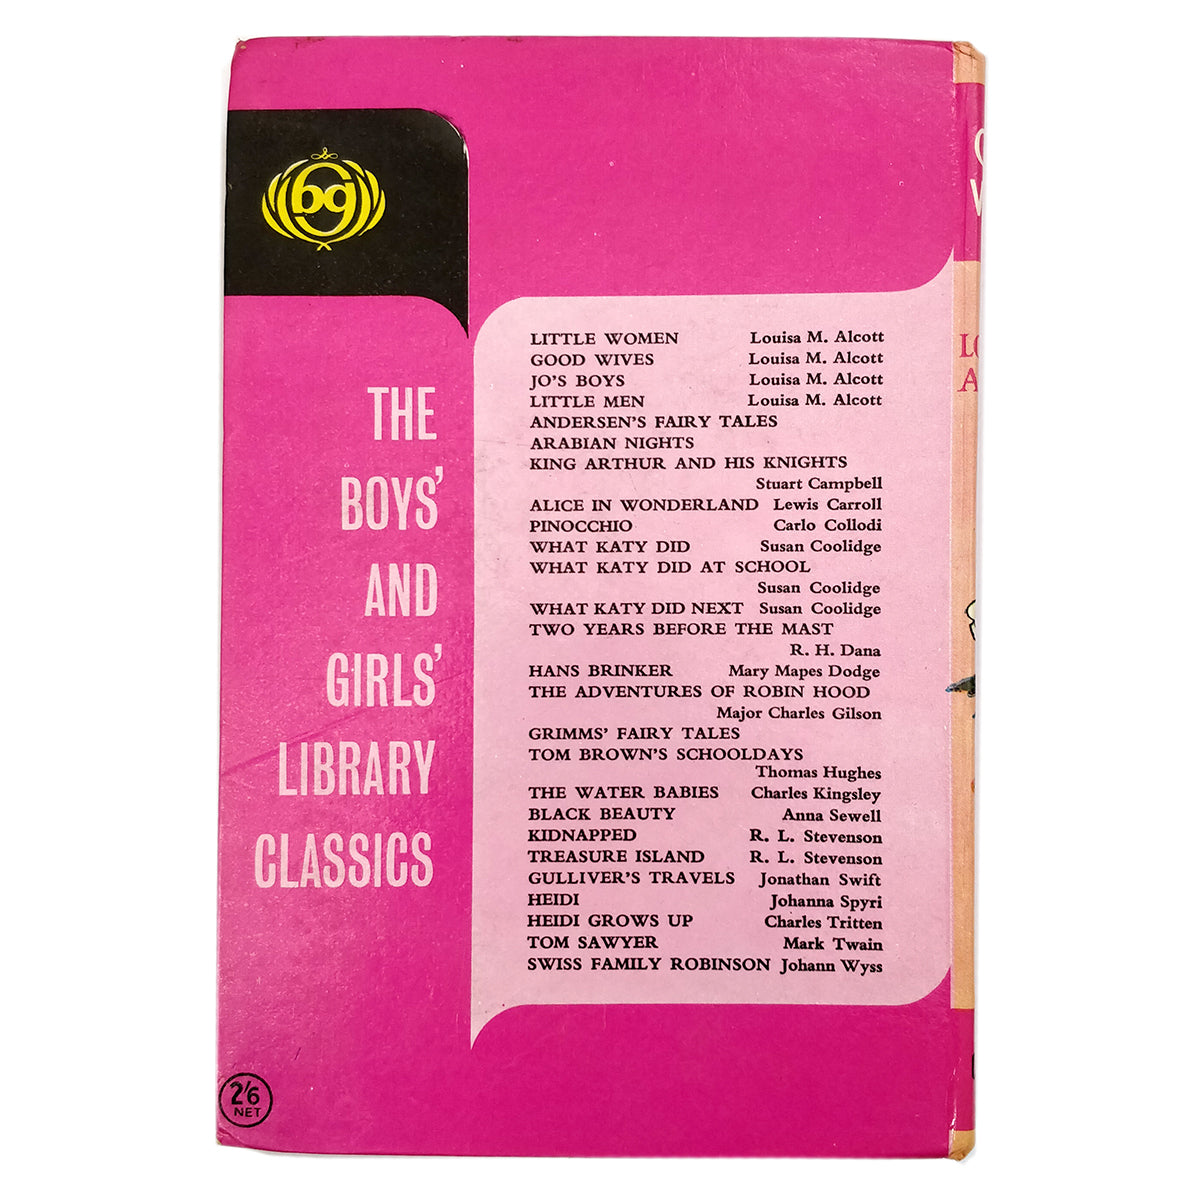 bg
THE
BOYS'
AND
GIRLS'
LIBRARY
CLASSICS
LITTLE WOMEN Louisa M. Alcott
GOOD WIVES Louisa M. Alcott
JO'S BOYS Louisa M. Alcott
LITTLE MEN Louisa M. Alcott
ANDERSEN'S FAIRY TALES
ARABIAN NIGHTS
KING ARTHUR AND HIS KNIGHTS
Stuart Campbell
ALICE IN WONDERLAND Lewis Carroll
PINOCCHIO Carlo Collodi
WHAT KATY DID Susan Coolidge
WHAT KATY DID AT SCHOOL
Susan Coolidge
WHAT KATY DID NEXT Susan Coolidge
TWO YEARS BEFORE THE MAST
R. H. Dana
HANS BRINKER Mary Mapes Dodge
THE ADVENTURES OF ROBIN HOOD
Major Charles Gilson
GRIMMS' FAIRY TALES
TOM BROWN'S SCHOOLDAYS
Thomas Hughes
THE WATER BABIES Charles Kingsley
BLACK BEAUTY Anna Sewell
KIDNAPPED R. L. Stevenson
TREASURE ISLAND R. L. Stevenson
GULLIVER'S TRAVELS Jonathan Swift
HEIDI Johanna Spyri
HEIDI GROWS UP Charles Tritten
TOM SAWYER Mark Twain
SWISS FAMILY ROBINSON Johann Wyss
2/6
NET